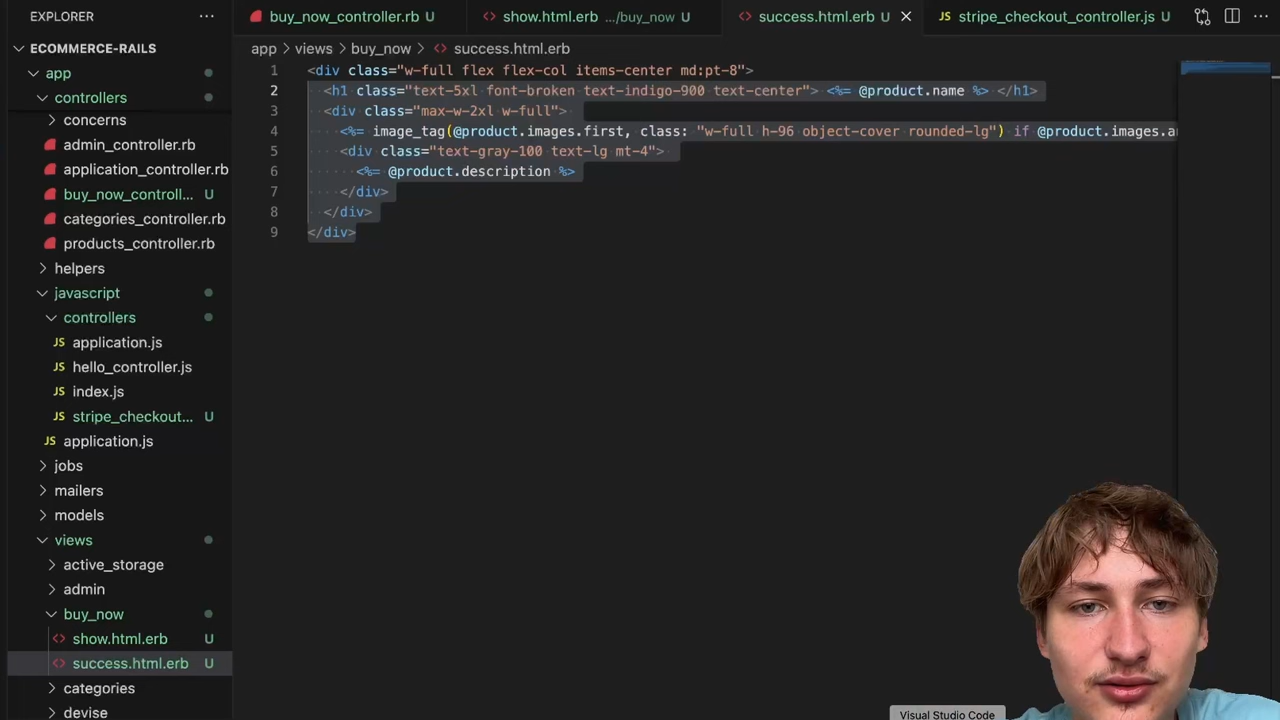 EXPLORER
ECOMMERCE-RAILS
app
controllers
concerns
admin_controller.rb
application_controller.rb
buy_now_controll... U
categories_controller.rb
products_controller.rb
helpers
javascript
controllers
JS application.js
JS hello_controller.js
JS index.js
JS stripe_checkout... U
JS application.js
jobs
mailers
models
views
active_storage
admin
buy_now
show.html.erb U
success.html.erb U
categories
devise
buy_now_controller.rb U
show.html.erb .../buy_now U
success.html.erb U
JS stripe_checkout_controller.js U
app > views > buy_now > success.html.erb
1 <div class="w-full flex flex-col items-center md:pt-8">
2 <h1 class="text-5xl font-broken text-indigo-900 text-center"> <%= @product.name %> </h1>
3 <div class="max-w-2xl w-full">
4 <%= image_tag(@product.images.first, class: "w-full h-96 object-cover rounded-lg") if @product.images.a
5 <div class="text-gray-100 text-lg mt-4">
6 <%= @product.description %>
7 </div>
8 </div>
9 </div>
Visual Studio Code